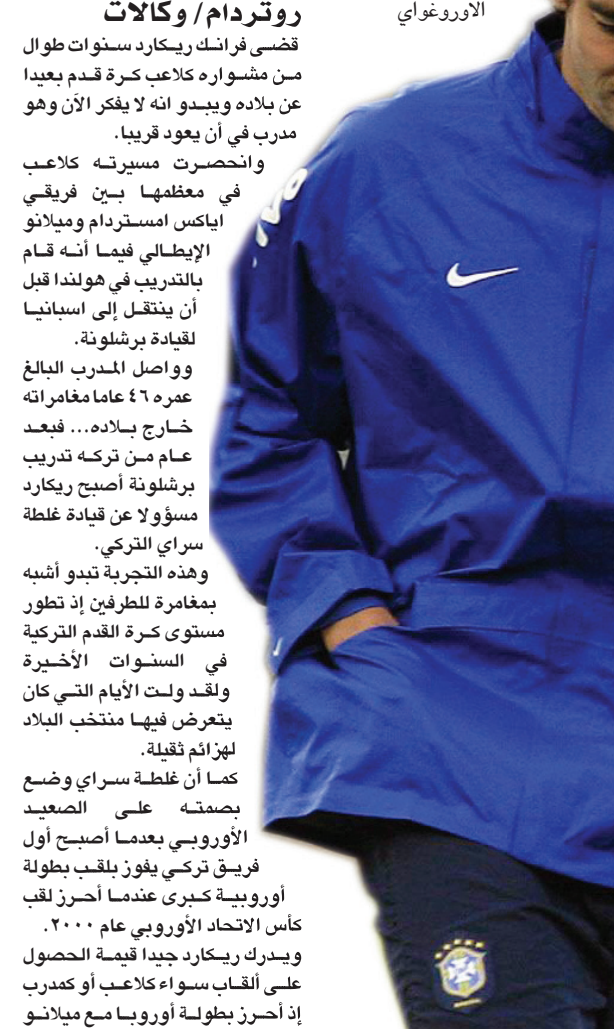 الاوروغواي
روتردام/ وكالات
قضى فرانك ريكارد سنوات طوال
من مشواره كلاعب كرة قدم بعيدا
عن بلاده ويبدو انه لا يفكر الآن وهو
مدرب في أن يعود قريبا.
وانحصرت مسيرته كلاعب
في معظمها بين فريقي
اياكس امستردام وميلانو
الإيطالي فيما أنه قام
بالتدريب في هولندا قبل
أن ينتقل إلى اسبانيا
لقيادة برشلونة.
وواصل المدرب البالغ
عمره ٤٦ عاما مغامراته
خارج بلاده... فبعد
عام من تركه تدريب
برشلونة أصبح ريكارد
مسؤولا عن قيادة غلطة
سراي التركي.
وهذه التجربة تبدو أشبه
بمغامرة للطرفين إذ تطور
مستوى كرة القدم التركية
في السنوات الأخيرة
ولقد ولت الأيام التي كان
يتعرض فيها منتخب البلاد
لهزائم ثقيلة.
كما أن غلطة سراي وضع
بصمته على الصعيد
الأوروبي بعدما أصبح أول
فريق تركي يفوز بلقب بطولة
أوروبية كبرى عندما أحرز لقب
كأس الاتحاد الأوروبي عام ٢٠٠٠.
ويدرك ريكارد جيدا قيمة الحصول
على ألقاب سواء كلاعب أو كمدرب
إذ أحرز بطولة أوروبا مع ميلانو